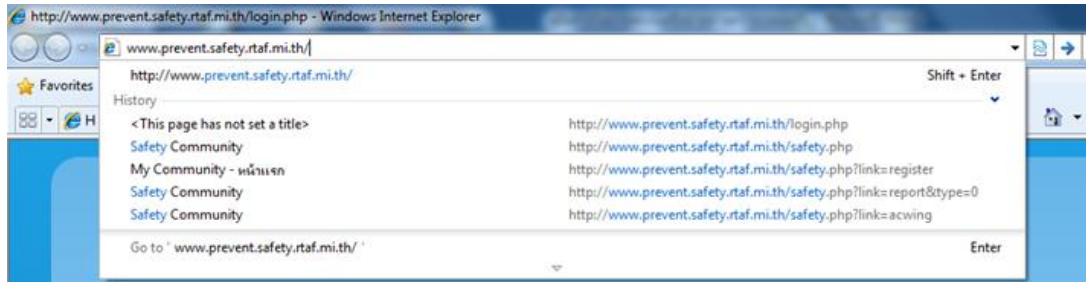 http://www.prevent.safety.rtaf.mi.th/login.php - Windows Internet Explorer
www.prevent.safety.rtaf.mi.th/
http://www.prevent.safety.rtaf.mi.th/ Shift + Enter
Favorites
History
H
<This page has not set a title> http://www.prevent.safety.rtaf.mi.th/login.php
Safety Community http://www.prevent.safety.rtaf.mi.th/safety.php
My Community - หน้าแรก http://www.prevent.safety.rtaf.mi.th/safety.php?link=register
Safety Community http://www.prevent.safety.rtaf.mi.th/safety.php?link=report&type=0
Safety Community http://www.prevent.safety.rtaf.mi.th/safety.php?link=acwing
Go to ' www.prevent.safety.rtaf.mi.th/ ' Enter